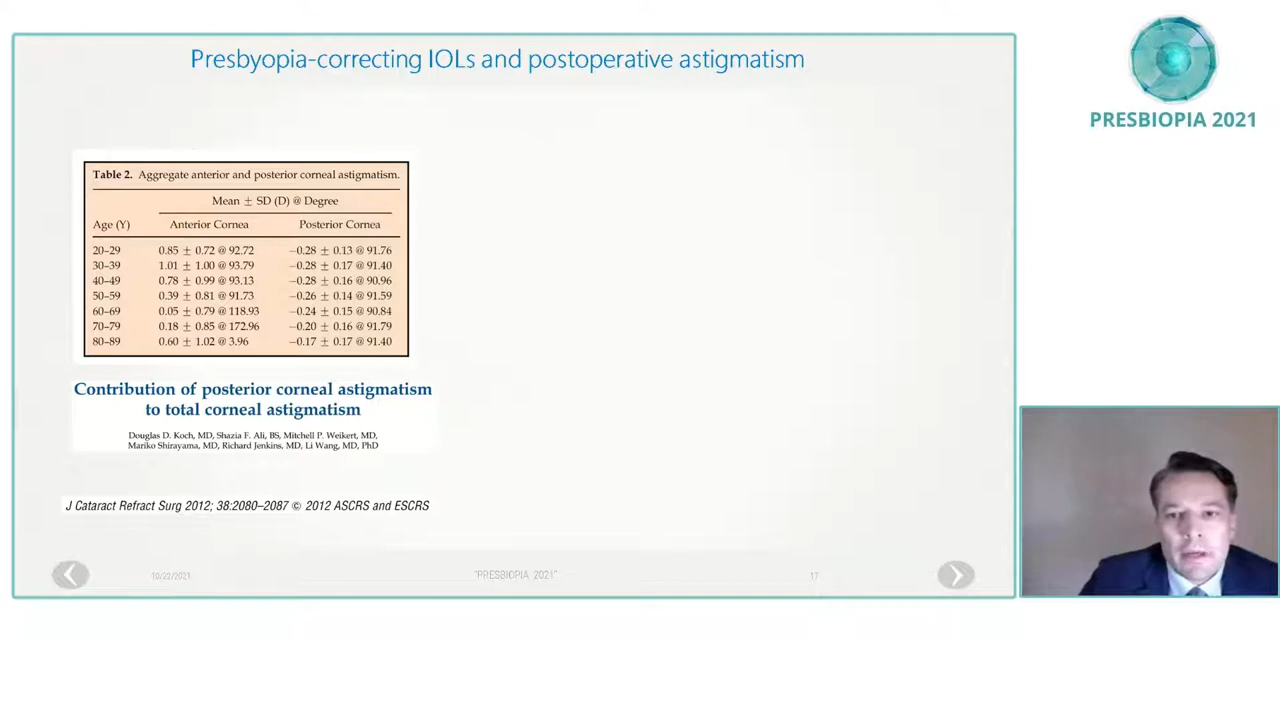 Presbyopia-correcting IOLs and postoperative astigmatism
PRESBIOPIA 2021
Table 2. Aggregate anterior and posterior corneal astigmatism.
Mean ± SD (D) @ Degree
Age (Y) Anterior Cornea Posterior Cornea
20–29 0.85 ± 0.72 @ 92.72 −0.28 ± 0.13 @ 91.76
30–39 1.01 ± 1.00 @ 93.79 −0.28 ± 0.17 @ 91.40
40–49 0.78 ± 0.99 @ 93.13 −0.28 ± 0.16 @ 90.96
50–59 0.39 ± 0.81 @ 91.73 −0.26 ± 0.14 @ 91.59
60–69 0.05 ± 0.79 @ 118.93 −0.24 ± 0.15 @ 90.84
70–79 0.18 ± 0.85 @ 172.96 −0.20 ± 0.16 @ 91.79
80–89 0.60 ± 1.02 @ 3.96 −0.17 ± 0.17 @ 91.40
Contribution of posterior corneal astigmatism
to total corneal astigmatism
Douglas D. Koch, MD, Shazia F. Ali, BS, Mitchell P. Weikert, MD,
Mariko Shirayama, MD, Richard Jenkins, MD, Li Wang, MD, PhD
J Cataract Refract Surg 2012; 38:2080–2087 © 2012 ASCRS and ESCRS
10/22/2021 "PRESBIOPIA 2021" 17